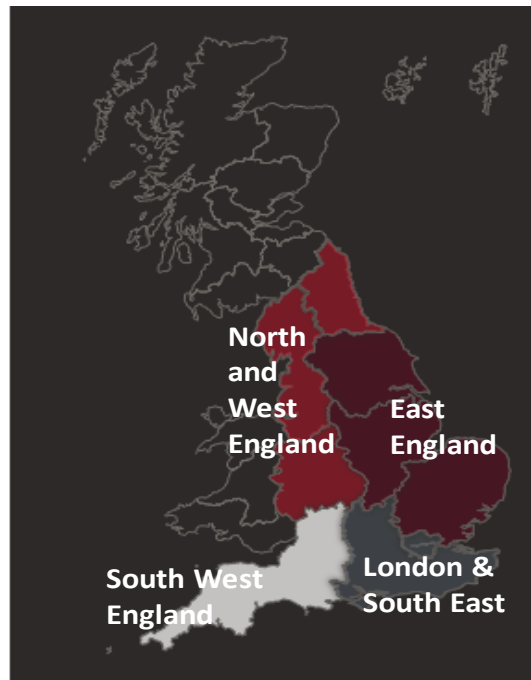 North
and
West
England
East
England
South West
England
London &
South East